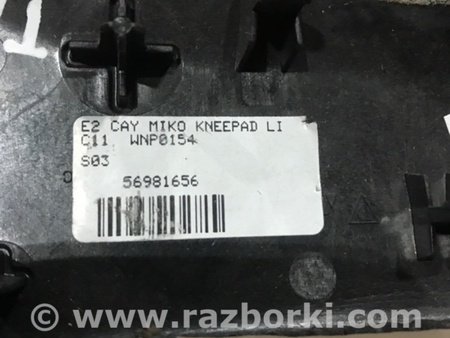 E2 CAY MIKO KNEEPAD LI
C11 WNP0154
S03
56981656
© www.razborki.com